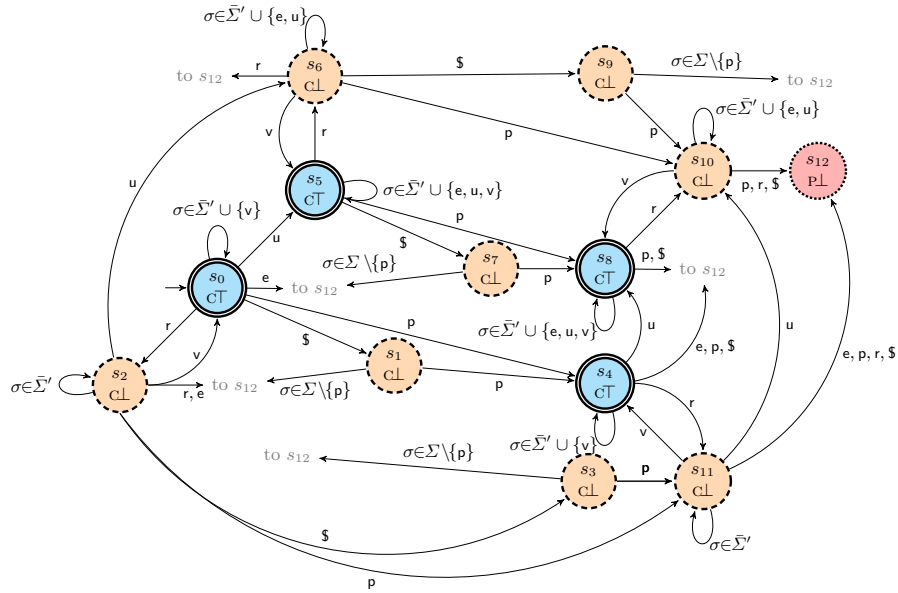 σ∈Σ̄′ ∪ {e, u}
s₆
C⊥
r
to s₁₂
$
s₉
C⊥
σ∈Σ\{p}
to s₁₂
v
r
p
p
σ∈Σ̄′ ∪ {e, u}
s₁₀
C⊥
p, r, $
s₁₂
P⊥
u
s₅
C⊤
σ∈Σ̄′ ∪ {e, u, v}
p
$
v
r
σ∈Σ̄′ ∪ {v}
u
s₀
C⊤
e
to s₁₂
σ∈Σ\{p}
s₇
C⊥
p
s₈
C⊤
p, $
to s₁₂
σ∈Σ̄′ ∪ {e, u, v}
r
v
$
p
s₁
C⊥
p
σ∈Σ\{p}
s₄
C⊤
u
e, p, $
u
e, p, r, $
σ∈Σ̄′
s₂
C⊥
r, e
to s₁₂
σ∈Σ̄′ ∪ {v}
v
r
to s₁₂
σ∈Σ\{p}
s₃
C⊥
p
s₁₁
C⊥
σ∈Σ̄′
$
p